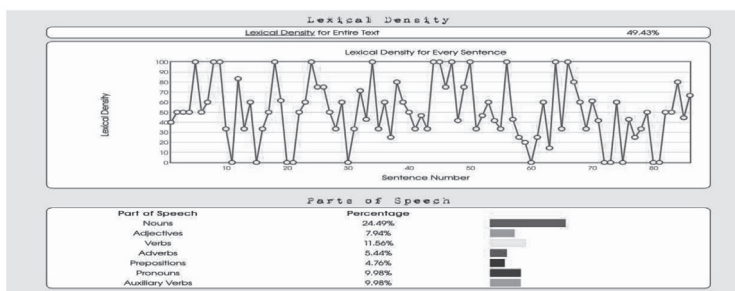 Lexical Density
Lexical Density for Entire Text 49.43%
Lexical Density for Every Sentence
Lexical Density
100
90
80
70
60
50
40
30
20
10
0
10 20 30 40 50 60 70 80
Sentence Number
Parts of Speech
Part of Speech Percentage
Nouns 24.49%
Adjectives 7.94%
Verbs 11.56%
Adverbs 5.44%
Prepositions 4.76%
Pronouns 9.98%
Auxiliary Verbs 9.98%